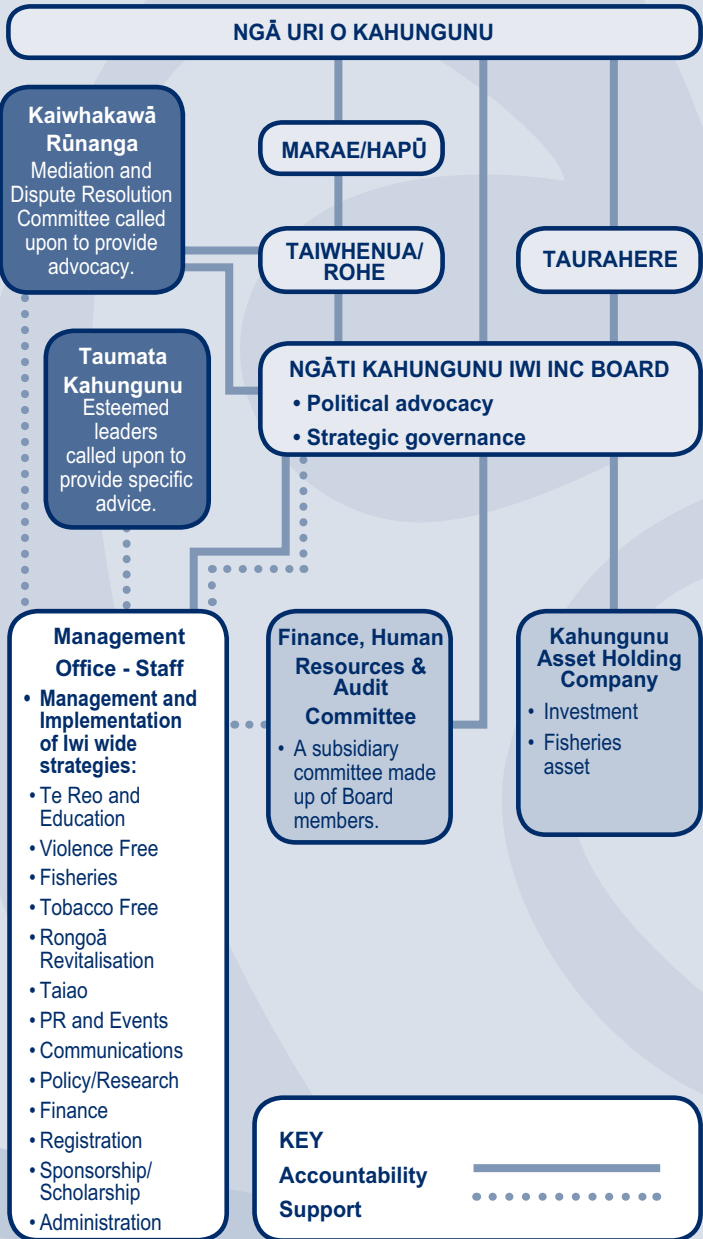 NGĀ URI O KAHUNGUNU
Kaiwhakawā
Rūnanga
Mediation and
Dispute Resolution
Committee called
upon to provide
advocacy.
MARAE/HAPŪ
TAIWHENUA/
ROHE
TAURAHERE
Taumata
Kahungunu
Esteemed
leaders
called upon to
provide specific
advice.
NGĀTI KAHUNGUNU IWI INC BOARD
• Political advocacy
• Strategic governance
Management
Office - Staff
• Management and
Implementation
of Iwi wide
strategies:
• Te Reo and
Education
• Violence Free
• Fisheries
• Tobacco Free
• Rongoā
Revitalisation
• Taiao
• PR and Events
• Communications
• Policy/Research
• Finance
• Registration
• Sponsorship/
Scholarship
• Administration
Finance, Human
Resources &
Audit
Committee
• A subsidiary
committee made
up of Board
members.
Kahungunu
Asset Holding
Company
• Investment
• Fisheries
asset
KEY
Accountability
Support